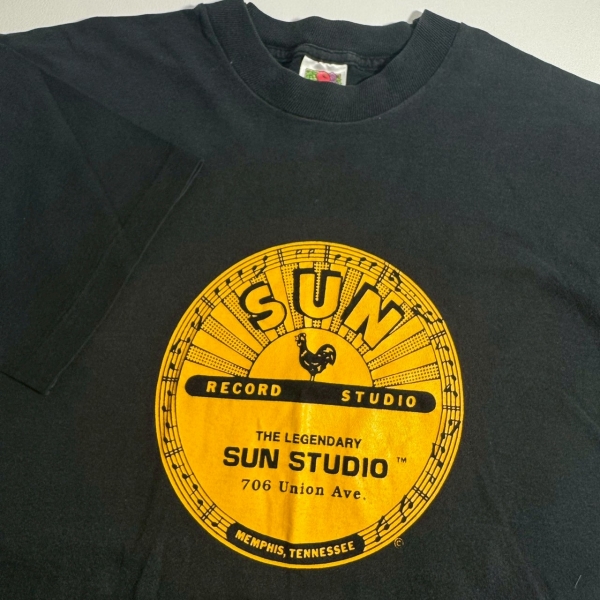 SUN
RECORD STUDIO
THE LEGENDARY
SUN STUDIO ™
706 Union Ave.
MEMPHIS, TENNESSEE
©